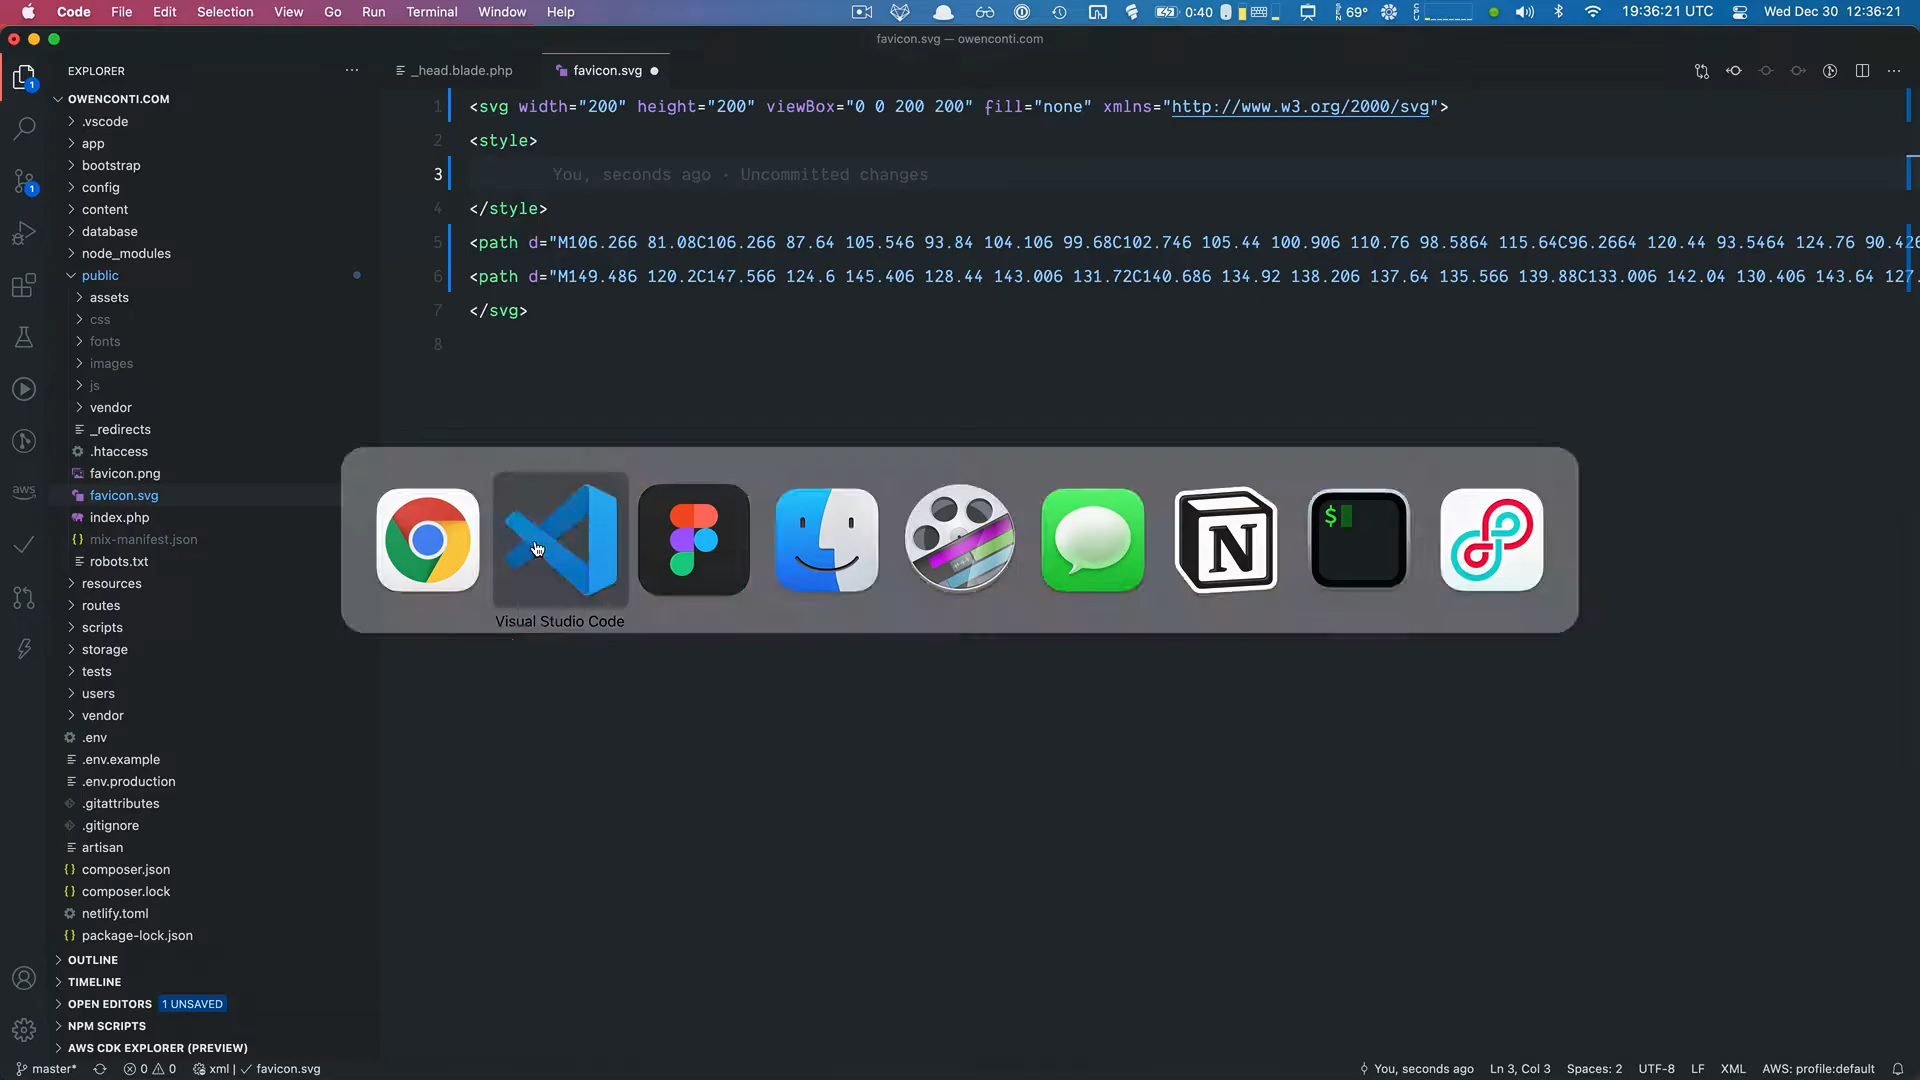 Code File Edit Selection View Go Run Terminal Window Help 0:40 69° 19:36:21 UTC Wed Dec 30 12:36:21
favicon.svg — owenconti.com
EXPLORER
_head.blade.php
favicon.svg
OWENCONTI.COM
.vscode
app
bootstrap
config
content
database
node_modules
public
assets
css
fonts
images
js
vendor
_redirects
.htaccess
favicon.png
favicon.svg
index.php
mix-manifest.json
robots.txt
resources
routes
scripts
storage
tests
users
vendor
.env
.env.example
.env.production
.gitattributes
.gitignore
artisan
composer.json
composer.lock
netlify.toml
package-lock.json
OUTLINE
TIMELINE
OPEN EDITORS 1 UNSAVED
NPM SCRIPTS
AWS CDK EXPLORER (PREVIEW)
1
1
aws
1 <svg width="200" height="200" viewBox="0 0 200 200" fill="none" xmlns="http://www.w3.org/2000/svg">
2 <style>
3 You, seconds ago • Uncommitted changes
4 </style>
5 <path d="M106.266 81.08C106.266 87.64 105.546 93.84 104.106 99.68C102.746 105.44 100.906 110.76 98.5864 115.64C96.2664 120.44 93.5464 124.76 90.426
6 <path d="M149.486 120.2C147.566 124.6 145.406 128.44 143.006 131.72C140.686 134.92 138.206 137.64 135.566 139.88C133.006 142.04 130.406 143.64 127.
7 </svg>
8
N
$
Visual Studio Code
master* 0 0 xml | favicon.svg
You, seconds ago Ln 3, Col 3 Spaces: 2 UTF-8 LF XML AWS: profile:default